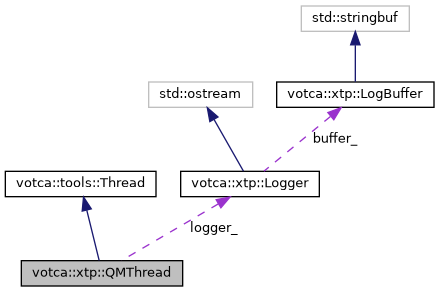 std::stringbuf
std::ostream
votca::xtp::LogBuffer
buffer_
votca::tools::Thread
votca::xtp::Logger
logger_
votca::xtp::QMThread